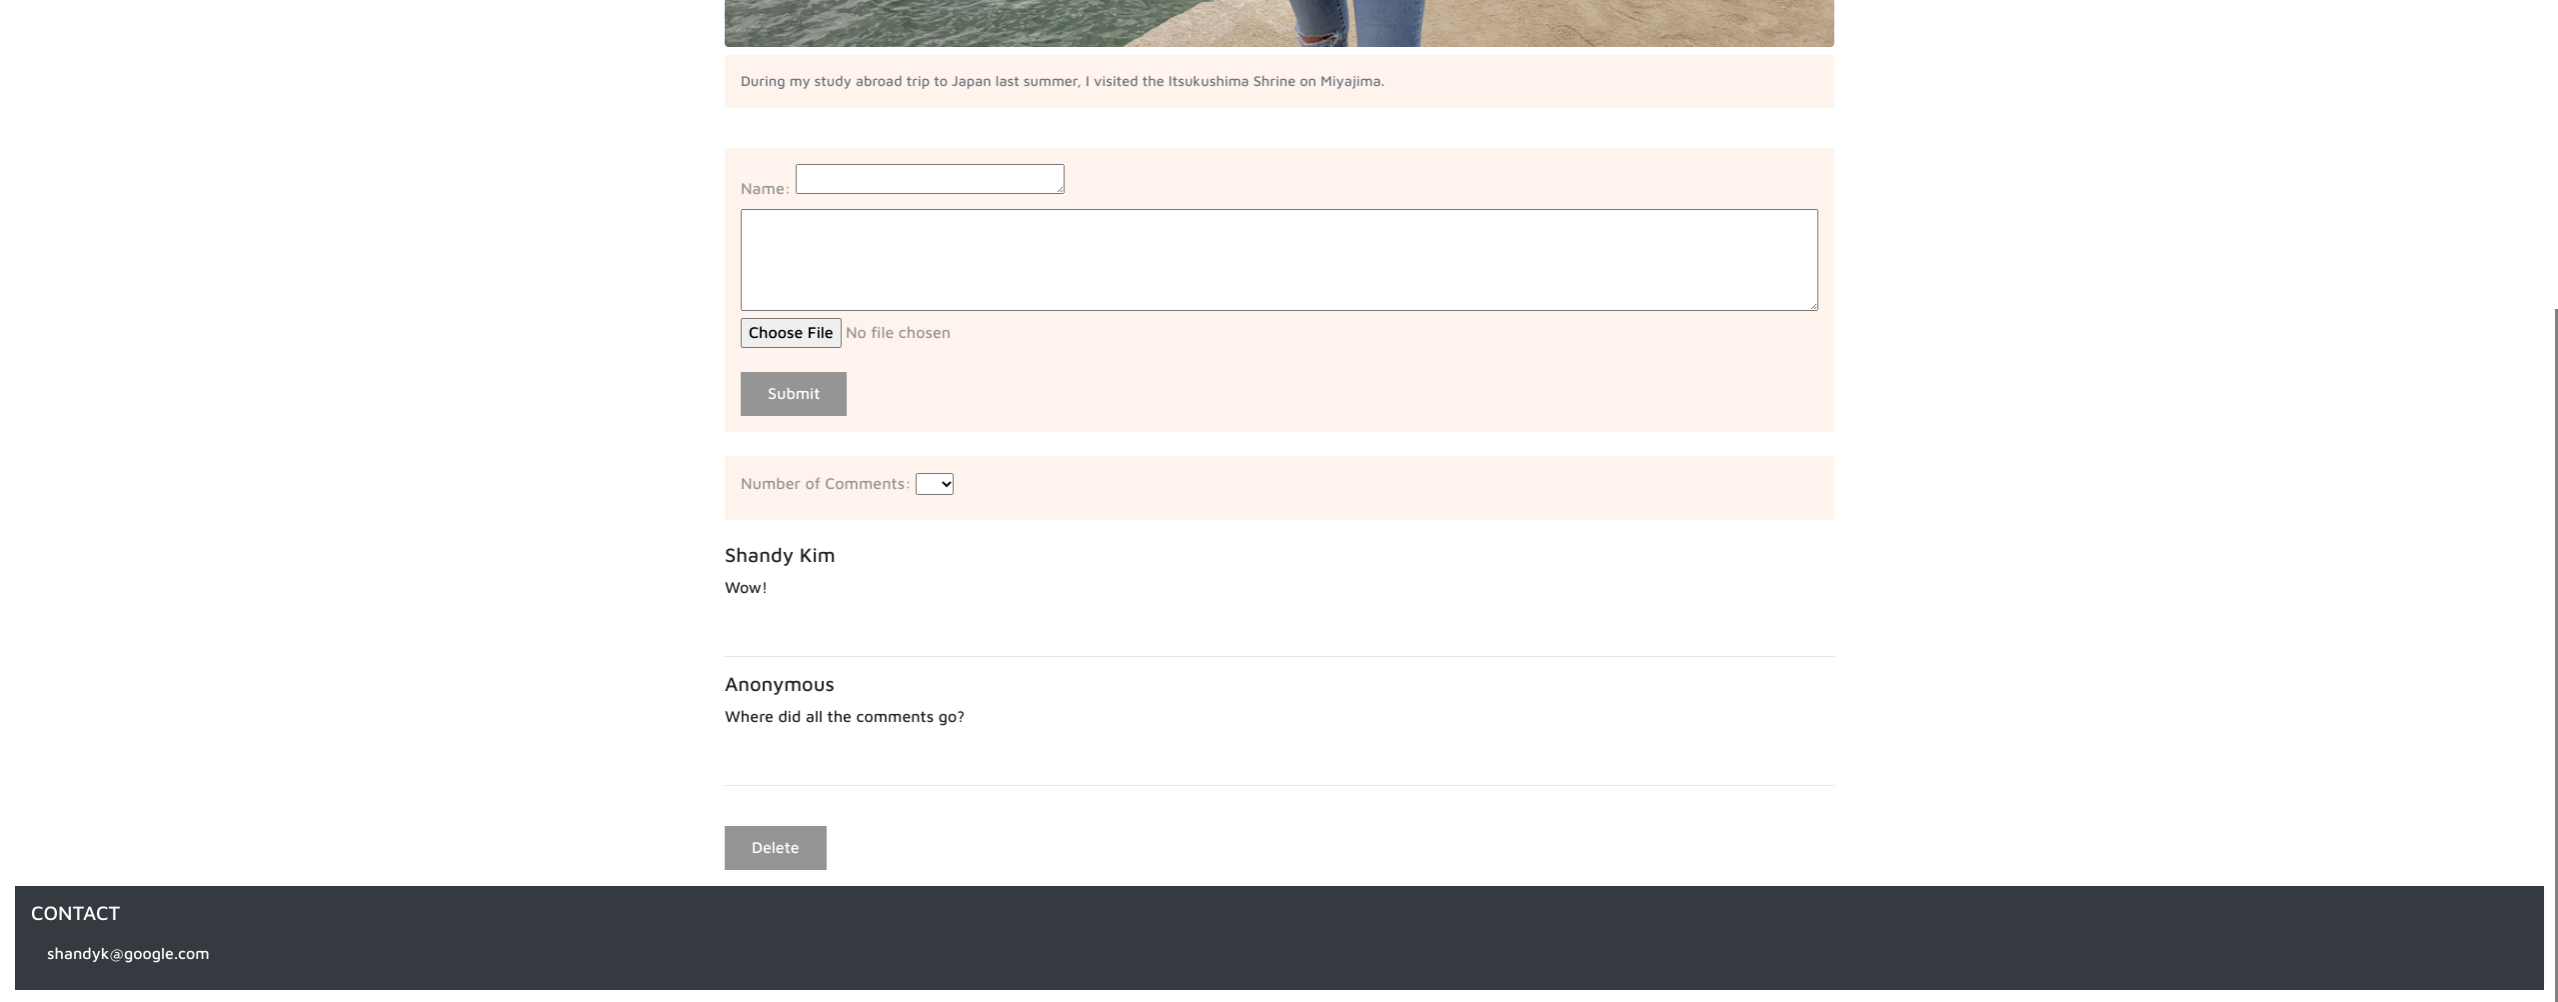 During my study abroad trip to Japan last summer, I visited the Itsukushima Shrine on Miyajima.
Name:
Choose File No file chosen
Submit
Number of Comments:
Shandy Kim
Wow!
Anonymous
Where did all the comments go?
Delete
CONTACT
shandyk@google.com